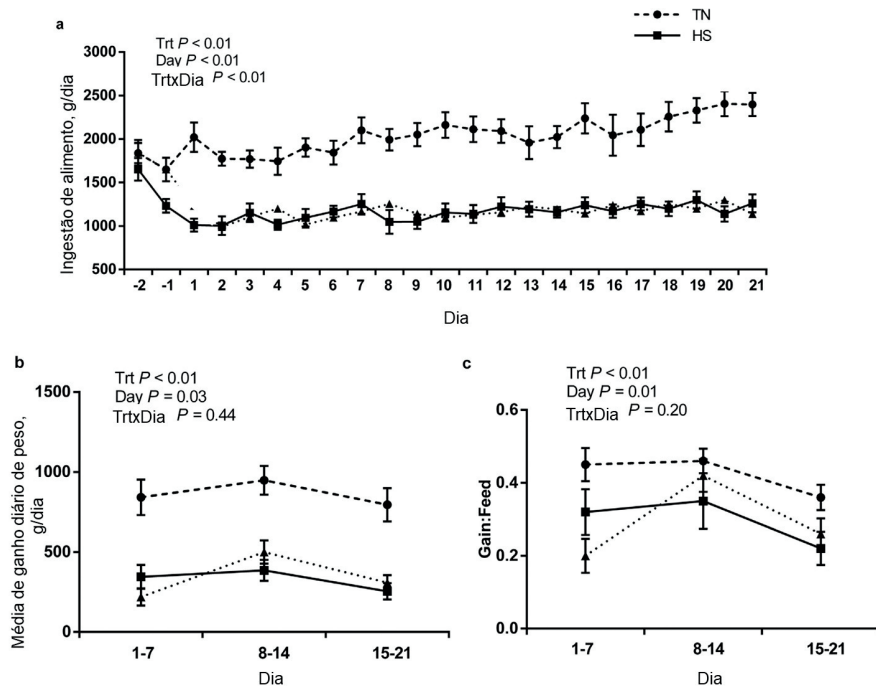 TN
HS
a
Trt P < 0.01
Day P < 0.01
TrtxDia P < 0.01
Ingestão de alimento, g/dia
3000
2500
2000
1500
1000
500
-2 -1 1 2 3 4 5 6 7 8 9 10 11 12 13 14 15 16 17 18 19 20 21
Dia
b
Trt P < 0.01
Day P = 0.03
TrtxDia P = 0.44
Média de ganho diário de peso,
g/dia
1500
1000
500
0
1-7 8-14 15-21
Dia
c
Trt P < 0.01
Day P = 0.01
TrtxDia P = 0.20
Gain:Feed
0.6
0.4
0.2
0.0
1-7 8-14 15-21
Dia